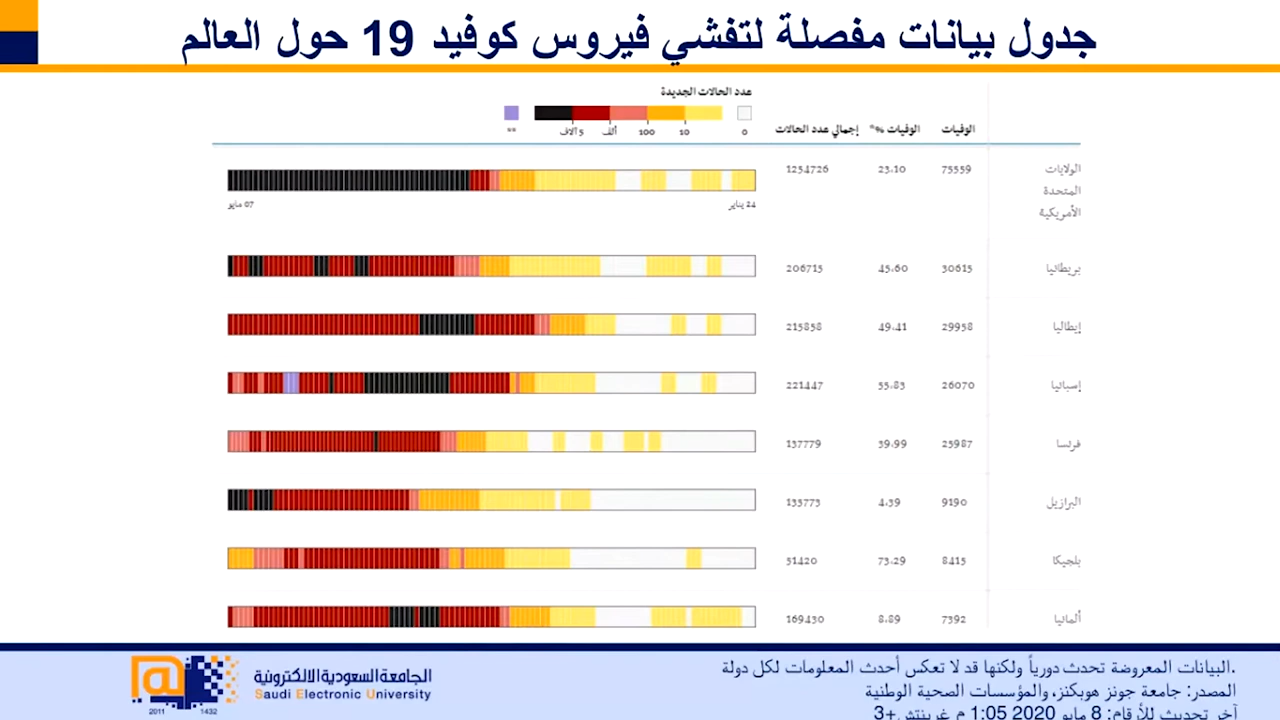 جدول بيانات مفصلة لتفشي فيروس كوفيد 19 حول العالم
عدد الحالات الجديدة
0 10 100 ألف 5 آلاف **
الوفيات الوفيات %* إجمالي عدد الحالات
الولايات المتحدة الأمريكية 75559 23.10 1254726
24 يناير 07 مايو
بريطانيا 30615 45.60 206715
إيطاليا 29958 49.41 215858
إسبانيا 26070 55.83 221447
فرنسا 25987 39.99 137779
البرازيل 9190 4.39 135773
بلجيكا 8415 73.29 51420
ألمانيا 7392 8.89 169430
البيانات المعروضة تحدث دورياً ولكنها قد لا تعكس أحدث المعلومات لكل دولة.
المصدر: جامعة جونز هوبكنز، والمؤسسات الصحية الوطنية
آخر تحديث للأرقام: 8 مايو 2020 1:05 م غرينتش+3
الجامعة السعودية الالكترونية
Saudi Electronic University
2011 1432